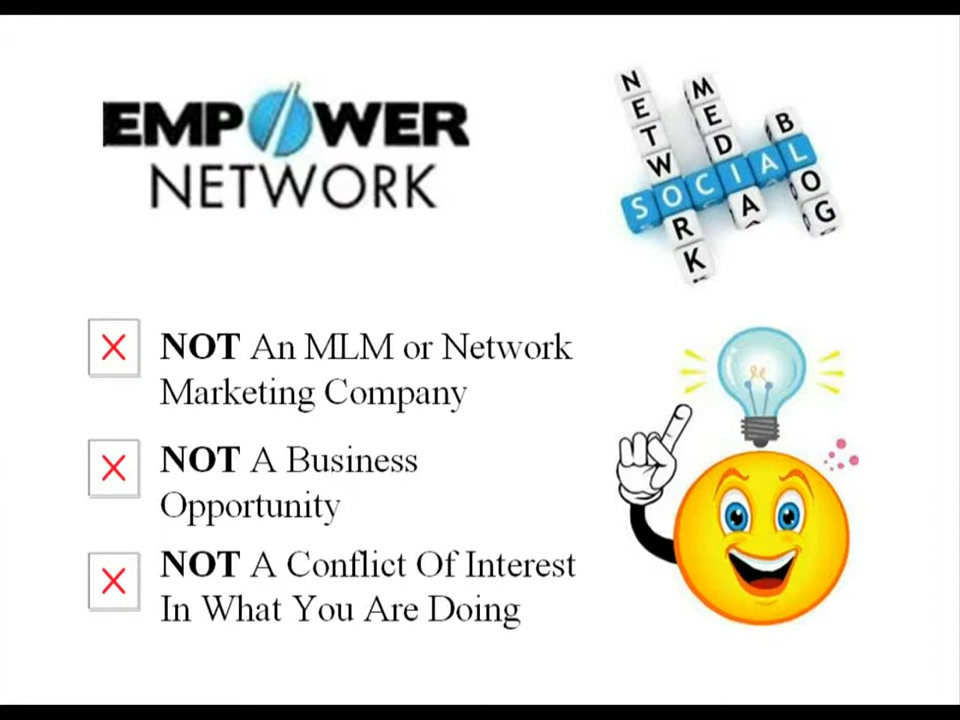 EMPOWER
NETWORK
NETWORK
MEDIA
BLOG
SOCIAL
NOT An MLM or Network
Marketing Company
NOT A Business
Opportunity
NOT A Conflict Of Interest
In What You Are Doing